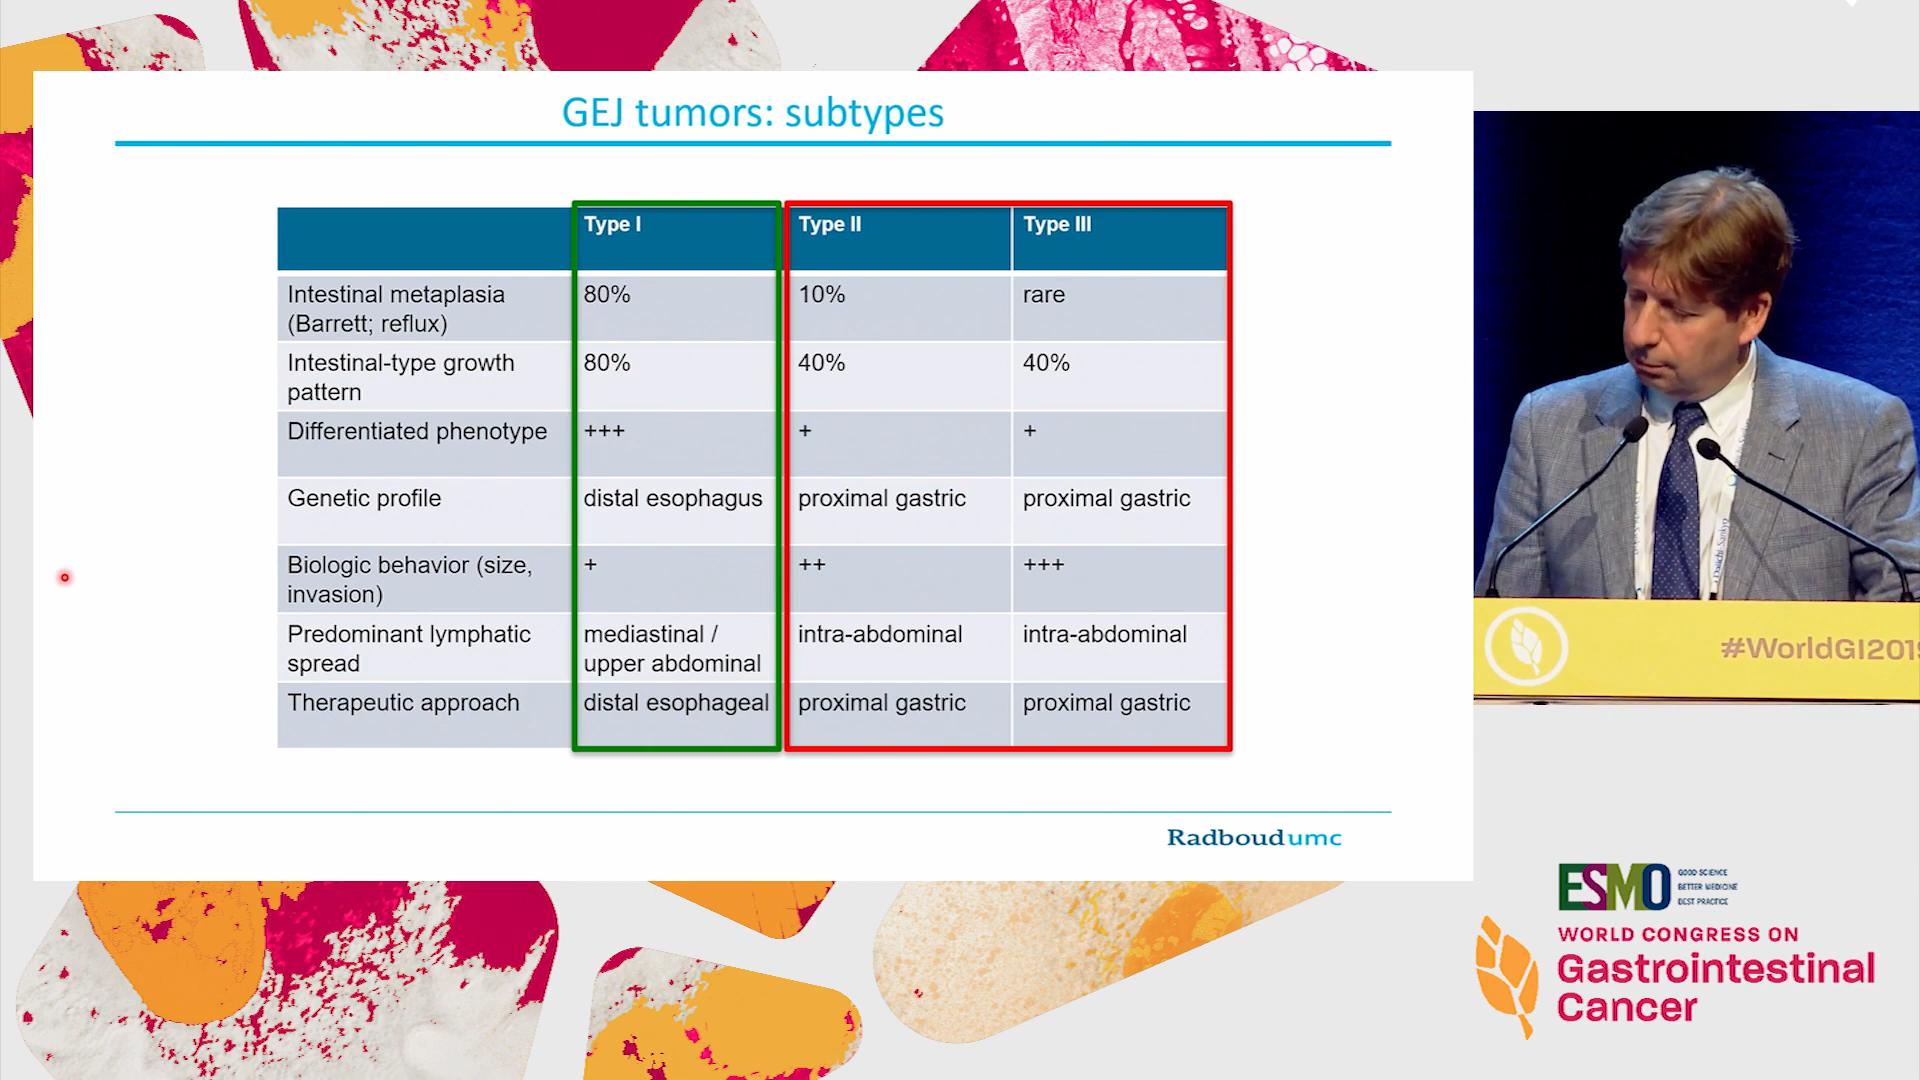 GEJ tumors: subtypes
Type I Type II Type III
Intestinal metaplasia
(Barrett; reflux) 80% 10% rare
Intestinal-type growth
pattern 80% 40% 40%
Differentiated phenotype +++ + +
Genetic profile distal esophagus proximal gastric proximal gastric
Biologic behavior (size,
invasion) + ++ +++
Predominant lymphatic
spread mediastinal /
upper abdominal intra-abdominal intra-abdominal
Therapeutic approach distal esophageal proximal gastric proximal gastric
Radboudumc
Daiichi-Sankyo
#WorldGI2019
ESMO
GOOD SCIENCE
BETTER MEDICINE
BEST PRACTICE
WORLD CONGRESS ON
Gastrointestinal
Cancer